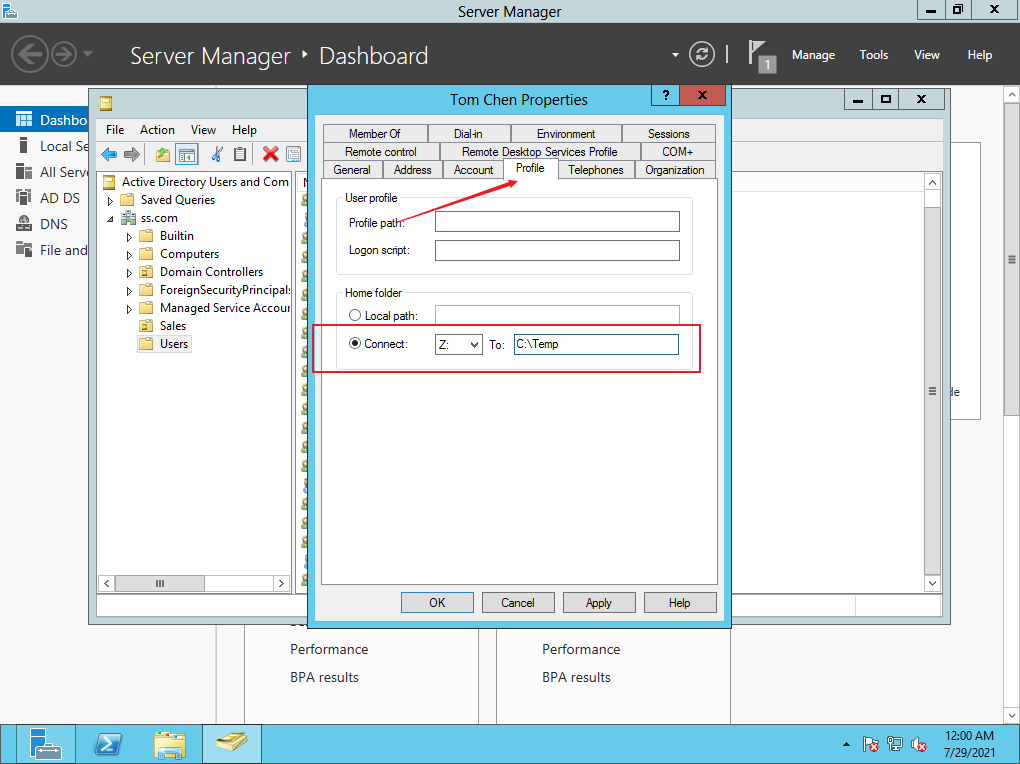 Server Manager
Server Manager ‣ Dashboard
1
Manage
Tools
View
Help
Dashbo
Local Se
All Serve
AD DS
DNS
File and
File Action View Help
Active Directory Users and Com
Saved Queries
ss.com
Builtin
Computers
Domain Controllers
ForeignSecurityPrincipals
Managed Service Accour
Sales
Users
Tom Chen Properties
?
Member Of
Dial-in
Environment
Sessions
Remote control
Remote Desktop Services Profile
COM+
General
Address
Account
Profile
Telephones
Organization
User profile
Profile path:
Logon script:
Home folder
Local path:
Connect: Z: To: C:\Temp
OK
Cancel
Apply
Help
de
Performance
BPA results
Performance
BPA results
12:00 AM
7/29/2021